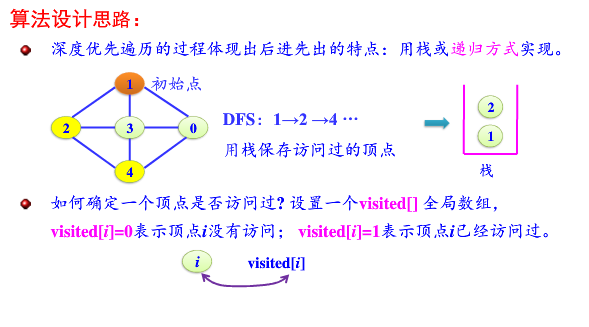 算法设计思路：
深度优先遍历的过程体现出后进先出的特点：用栈或递归方式实现。
1 初始点
2 3 0
4
DFS：1→2 →4 …
用栈保存访问过的顶点
2
1
栈
如何确定一个顶点是否访问过? 设置一个visited[] 全局数组，
visited[i]=0表示顶点i没有访问； visited[i]=1表示顶点i已经访问过。
i visited[i]